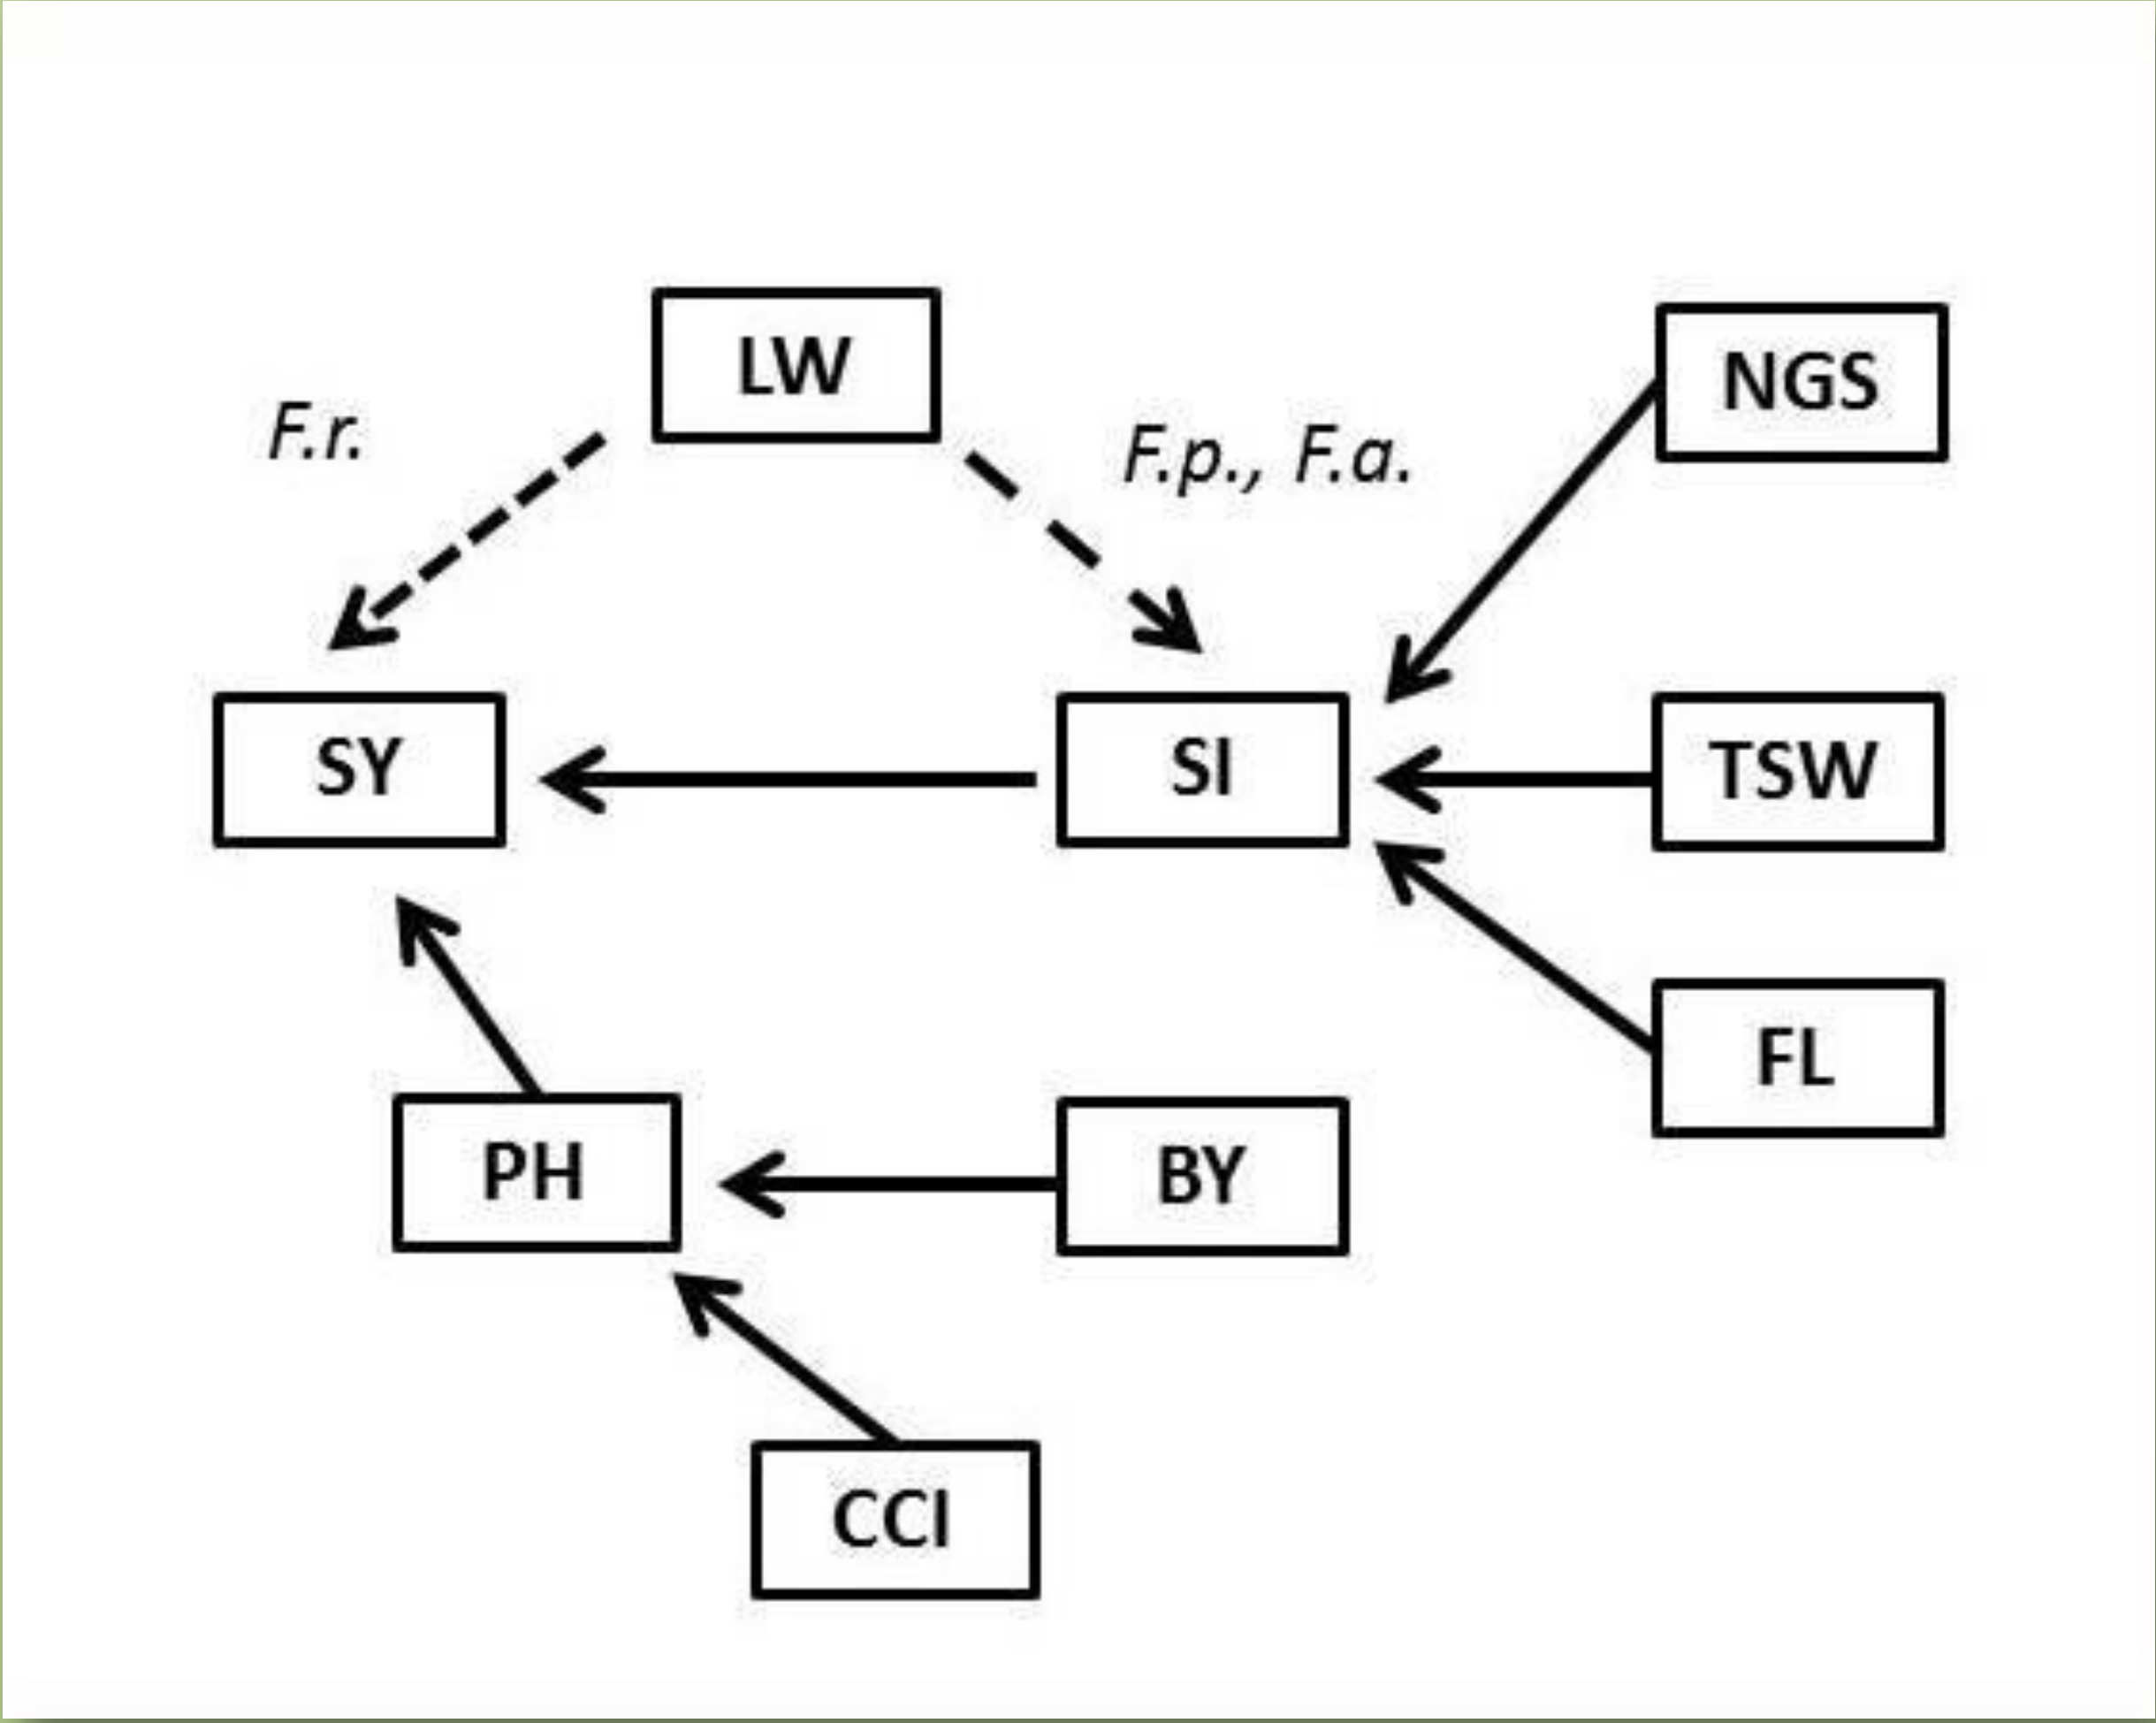 LW
NGS
F.r.
F.p., F.a.
SY
SI
TSW
FL
PH
BY
CCI